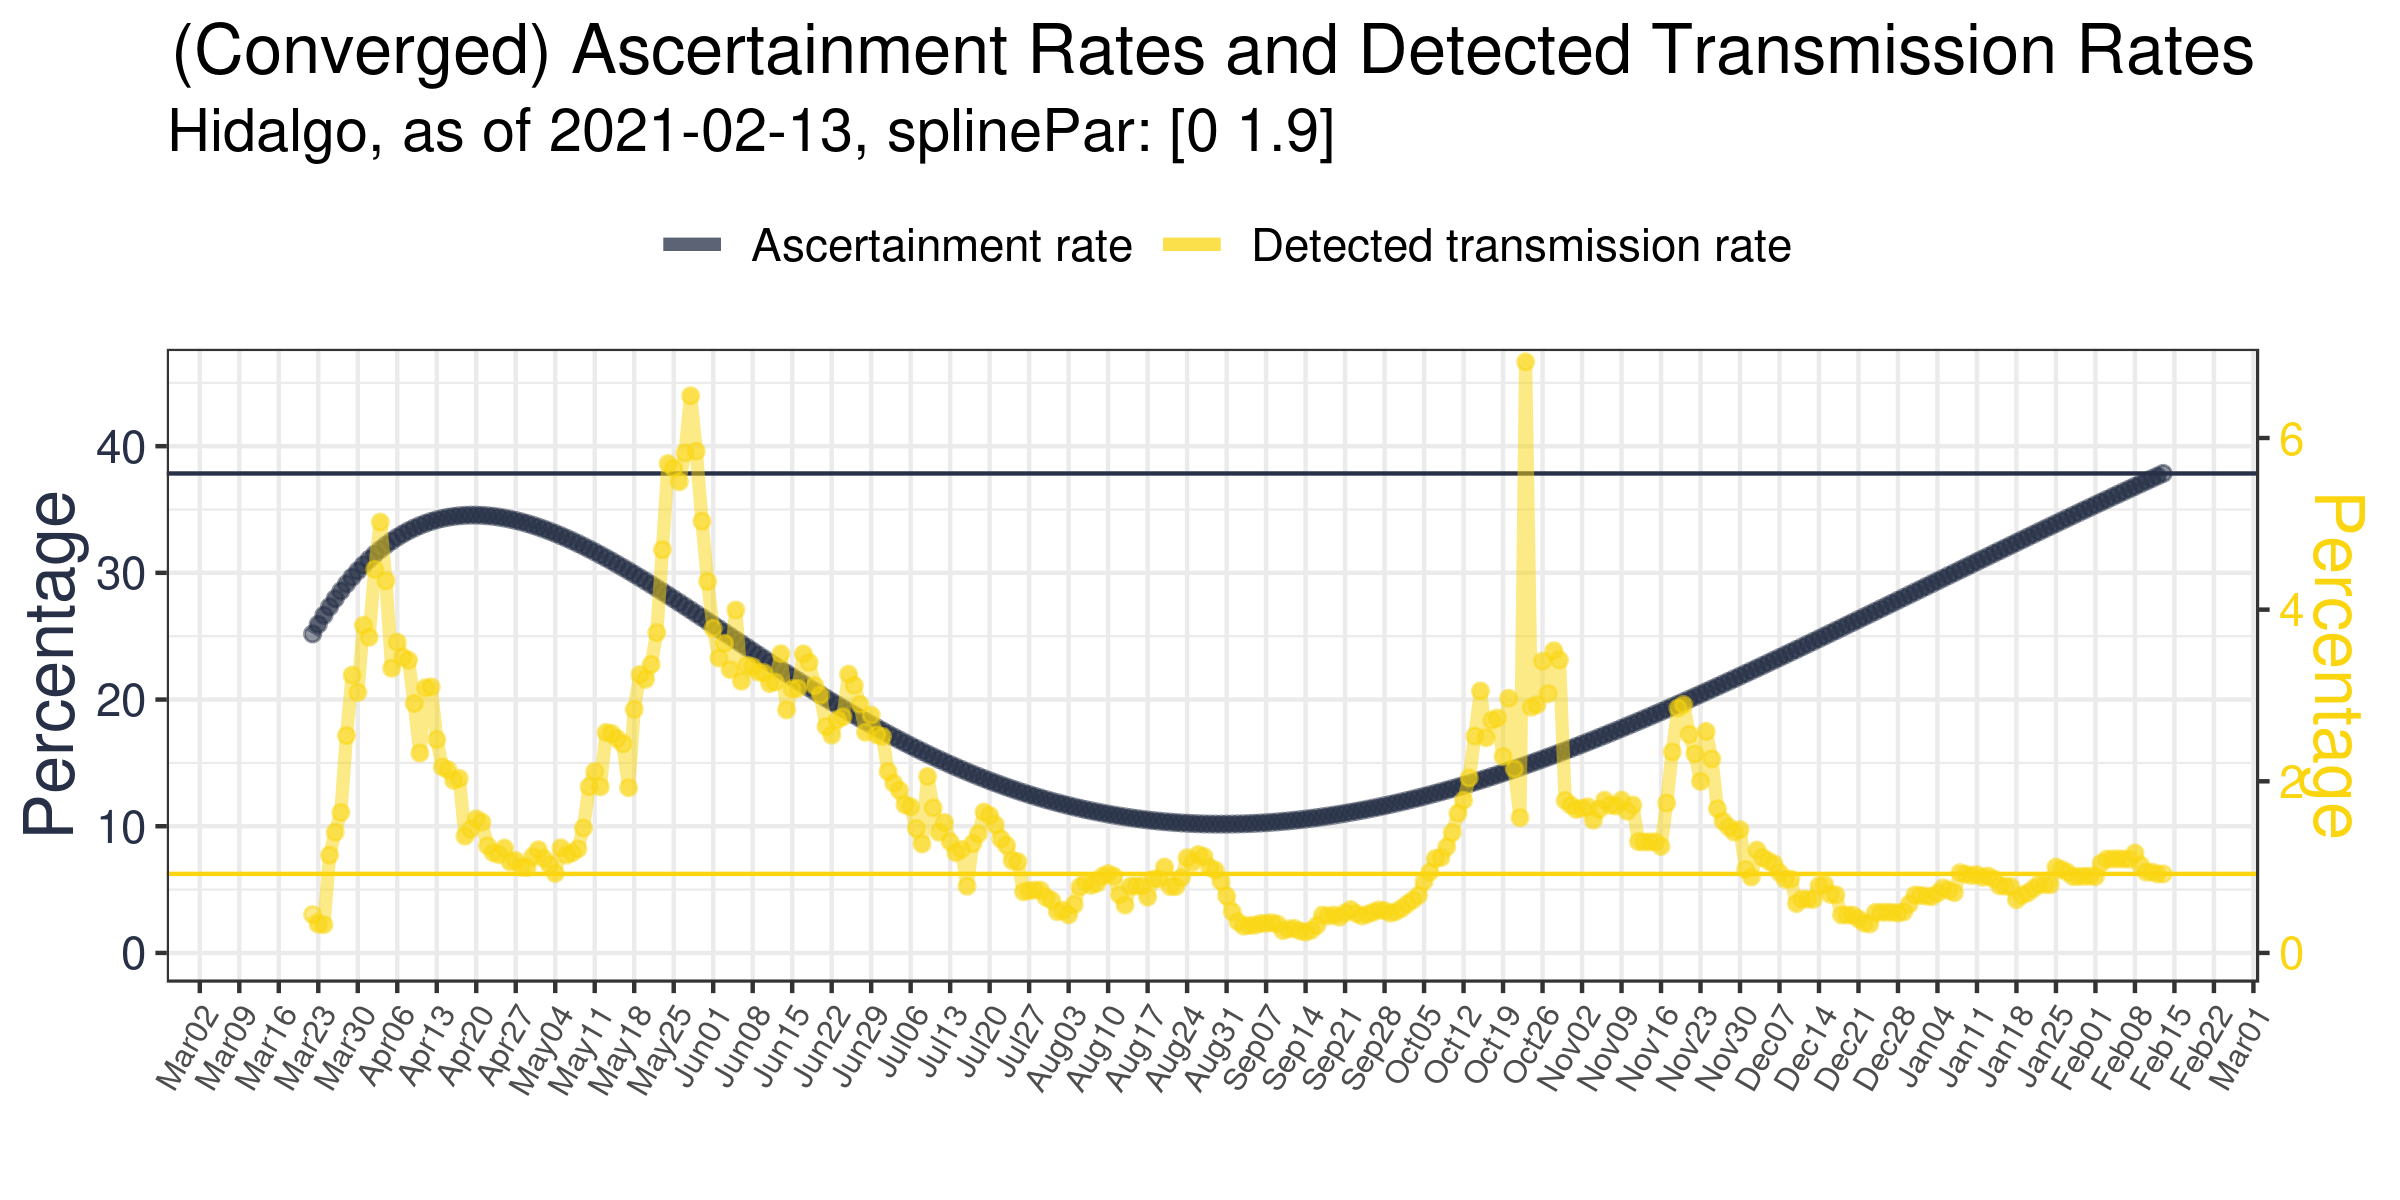 (Converged) Ascertainment Rates and Detected Transmission Rates
Hidalgo, as of 2021-02-13, splinePar: [0 1.9]
Ascertainment rate Detected transmission rate
Percentage
40
30
20
10
0
6
4
2
0
Percentage
Mar02 Mar09 Mar16 Mar23 Mar30 Apr06 Apr13 Apr20 Apr27 May04 May11 May18 May25 Jun01 Jun08 Jun15 Jun22 Jun29 Jul06 Jul13 Jul20 Jul27 Aug03 Aug10 Aug17 Aug24 Aug31 Sep07 Sep14 Sep21 Sep28 Oct05 Oct12 Oct19 Oct26 Nov02 Nov09 Nov16 Nov23 Nov30 Dec07 Dec14 Dec21 Dec28 Jan04 Jan11 Jan18 Jan25 Feb01 Feb08 Feb15 Feb22 Mar01